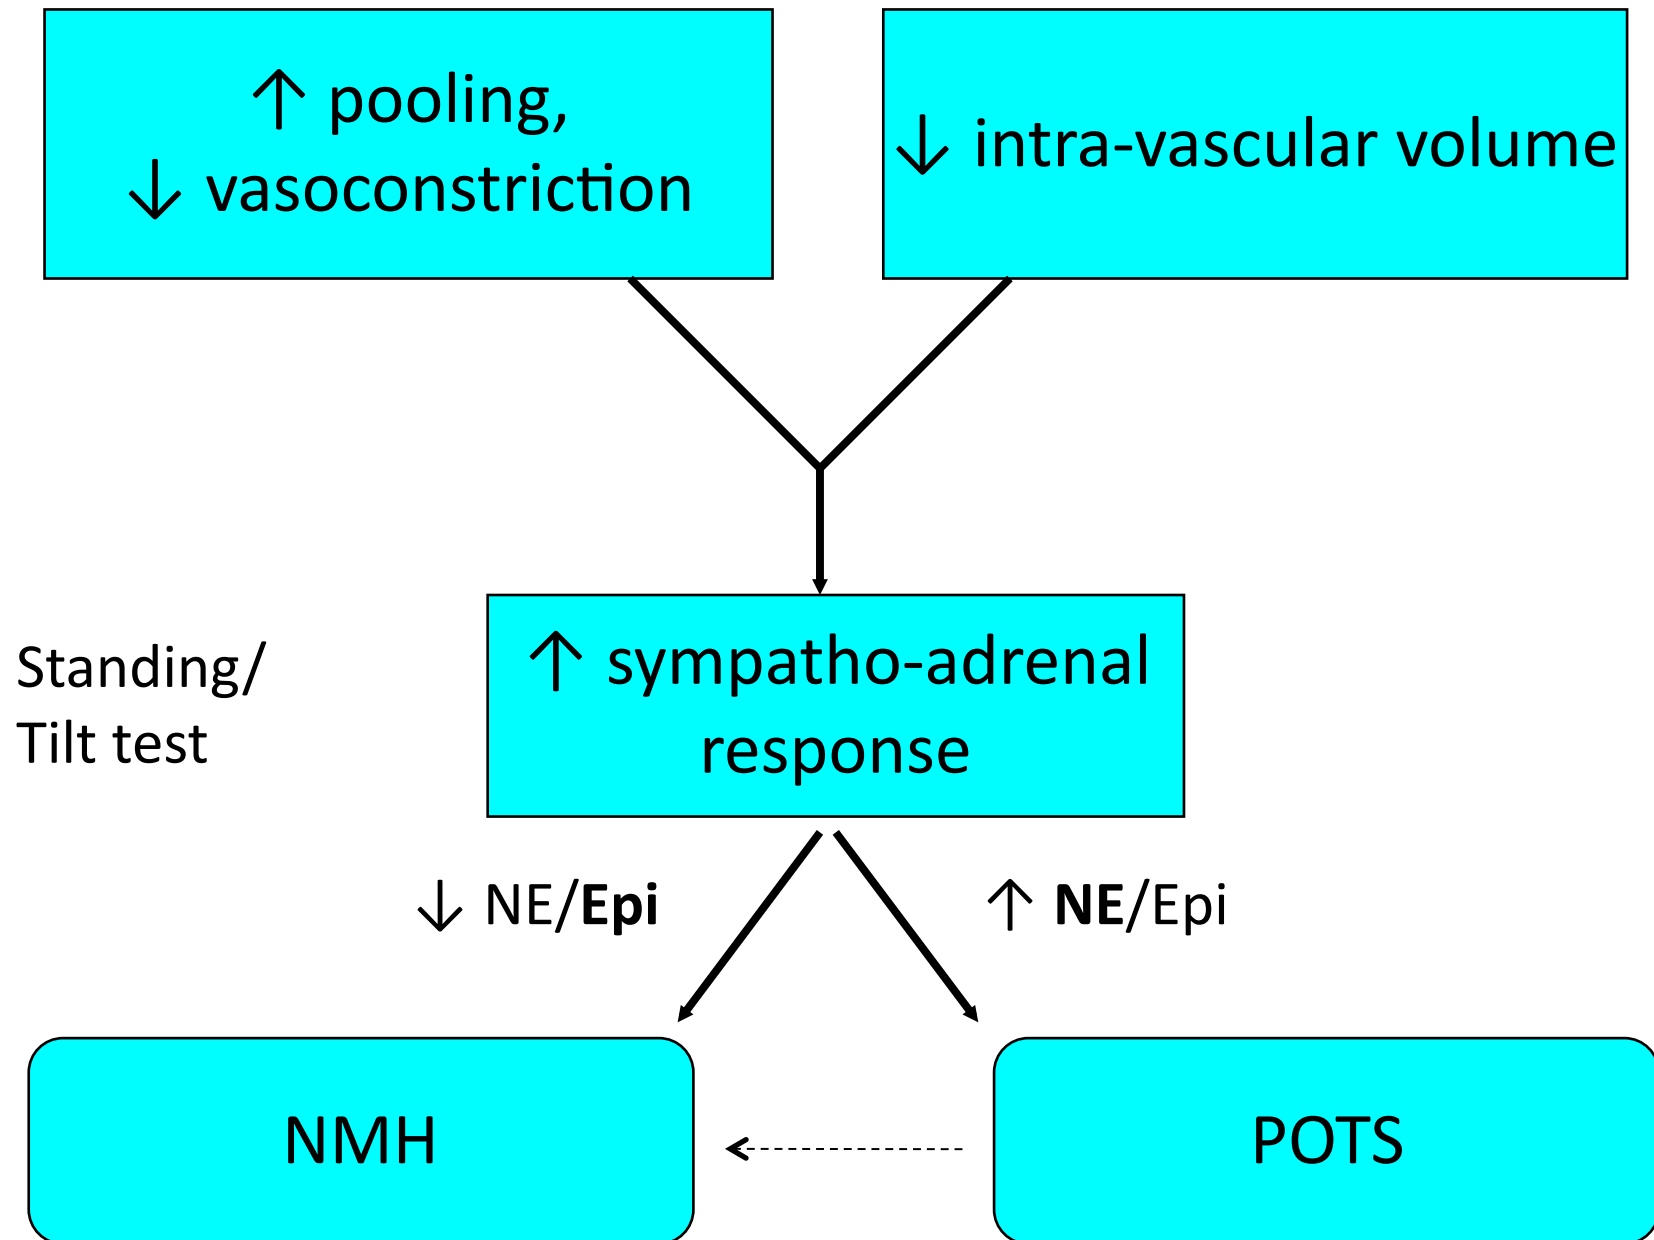 ↑ pooling,
↓ vasoconstriction
↓ intra-vascular volume
Standing/
Tilt test
↑ sympatho-adrenal
response
↓ NE/Epi
↑ NE/Epi
NMH
POTS